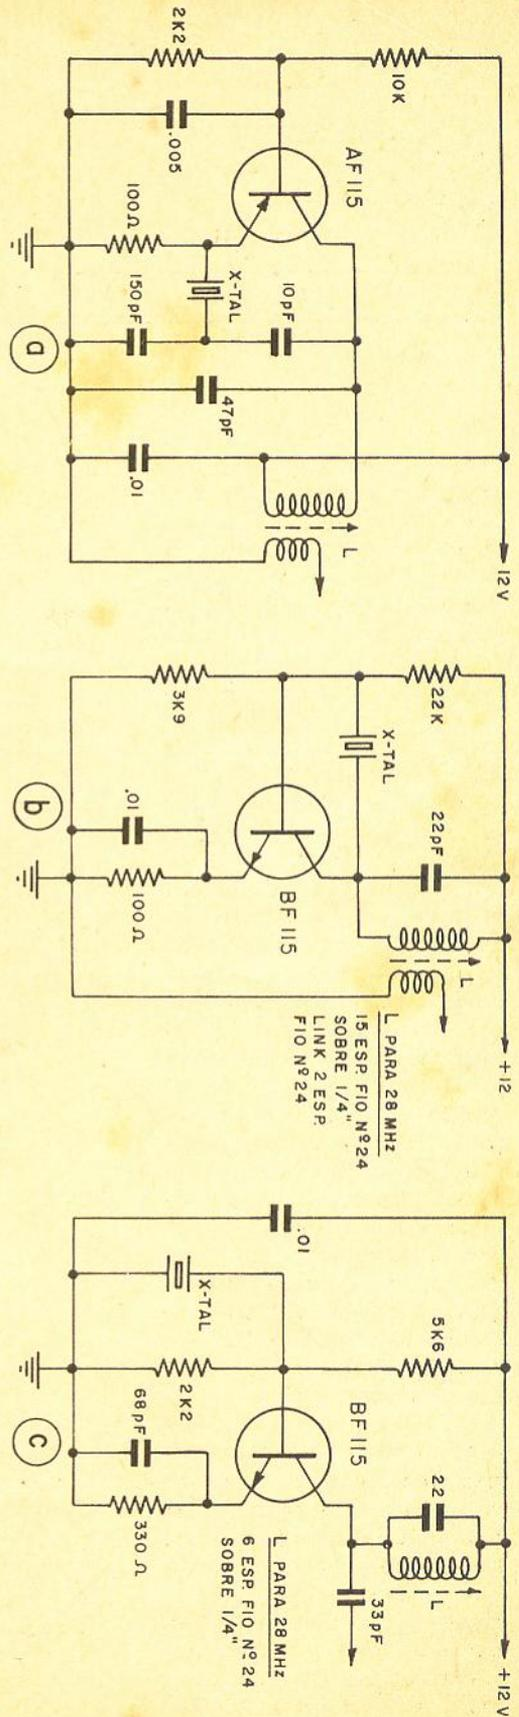 2K2
10K
.005
AF115
100Ω
X-TAL
150pF
10pF
47pF
.01
L
12V
a
3K9
22K
X-TAL
22pF
.01
100Ω
BF115
L
+12
L PARA 28 MHz
15 ESP. FIO Nº 24
SOBRE 1/4"
LINK 2 ESP.
FIO Nº 24
b
.01
X-TAL
5K6
2K2
BF115
68pF
330Ω
22
L
33pF
+12V
L PARA 28 MHz
6 ESP. FIO Nº 24
SOBRE 1/4"
c